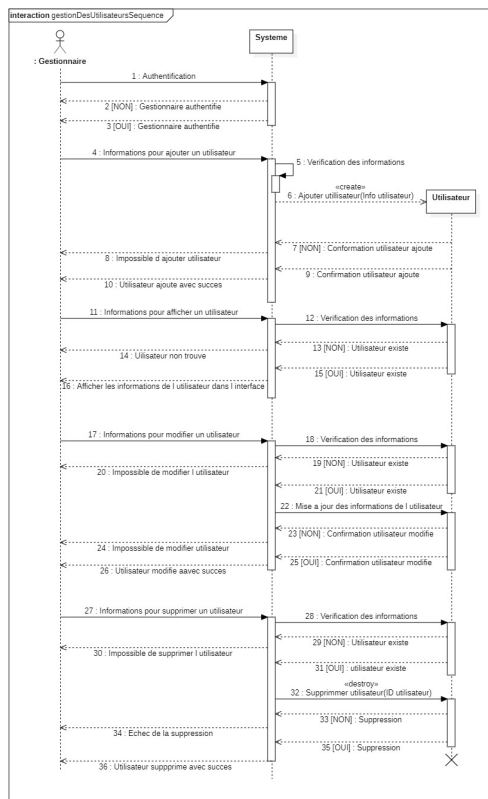 interaction gestionDesUtilisateursSequence
: Gestionnaire
Systeme
1 : Authentification
2 [NON] : Gestionnaire authentifie
3 [OUI] : Gestionnaire authentifie
4 : Informations pour ajouter un utilisateur
5 : Verification des informations
«create»
6 : Ajouter utillisateur(Info utilisateur)
Utilisateur
7 [NON] : Conformation utilisateur ajoute
8 : Impossible d ajouter utilisateur
9 : Confirmation utilisateur ajoute
10 : Utilisateur ajoute avec succes
11 : Informations pour afficher un utilisateur
12 : Verification des informations
13 [NON] : Utilisateur existe
14 : Uilisateur non trouve
15 [OUI] : Utilisateur existe
16 : Afficher les informations de l utilisateur dans l interface
17 : Informations pour modifier un utilisateur
18 : Verification des informations
19 [NON] : Utilisateur existe
20 : Impossible de modifier l utilisateur
21 [OUI] : Utilisateur existe
22 : Mise a jour des informations de l utilisateur
23 [NON] : Confirmation utilisateur modifie
24 : Imposssible de modifier utilisateur
25 [OUI] : Confirmation utilisateur modifie
26 : Utilisateur modifie aavec succes
27 : Informations pour supprimer un utilisateur
28 : Verification des informations
29 [NON] : Utilisateur existe
30 : Impossible de supprimer l utilisateur
31 [OUI] : utilisateur existe
«destroy»
32 : Supprimmer utilisateur(ID utilisateur)
33 [NON] : Suppression
34 : Echec de la suppression
35 [OUI] : Suppression
36 : Utilisateur suppprime avec succes